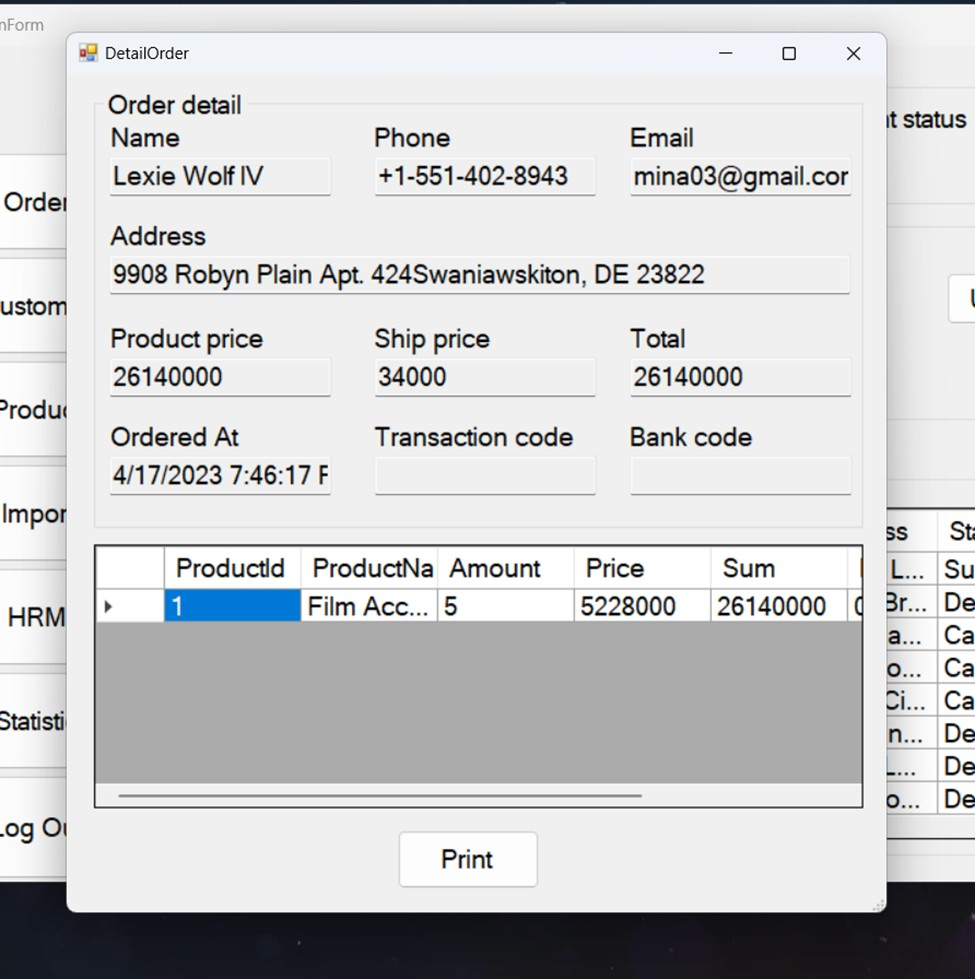 nForm
DetailOrder
Order detail
Name Phone Email
Lexie Wolf IV +1-551-402-8943 mina03@gmail.cor
Address
9908 Robyn Plain Apt. 424Swaniawskiton, DE 23822
Product price Ship price Total
26140000 34000 26140000
Ordered At Transaction code Bank code
4/17/2023 7:46:17 P
ProductId ProductNa Amount Price Sum
1 Film Acc... 5 5228000 26140000
Print
Order
ustom
Produc
Impor
HRM
Statisti
Log Ou
t status
ss Sta
L... Su
Br... De
a... Ca
o... Ca
Ci... Ca
n... De
L... De
o... De